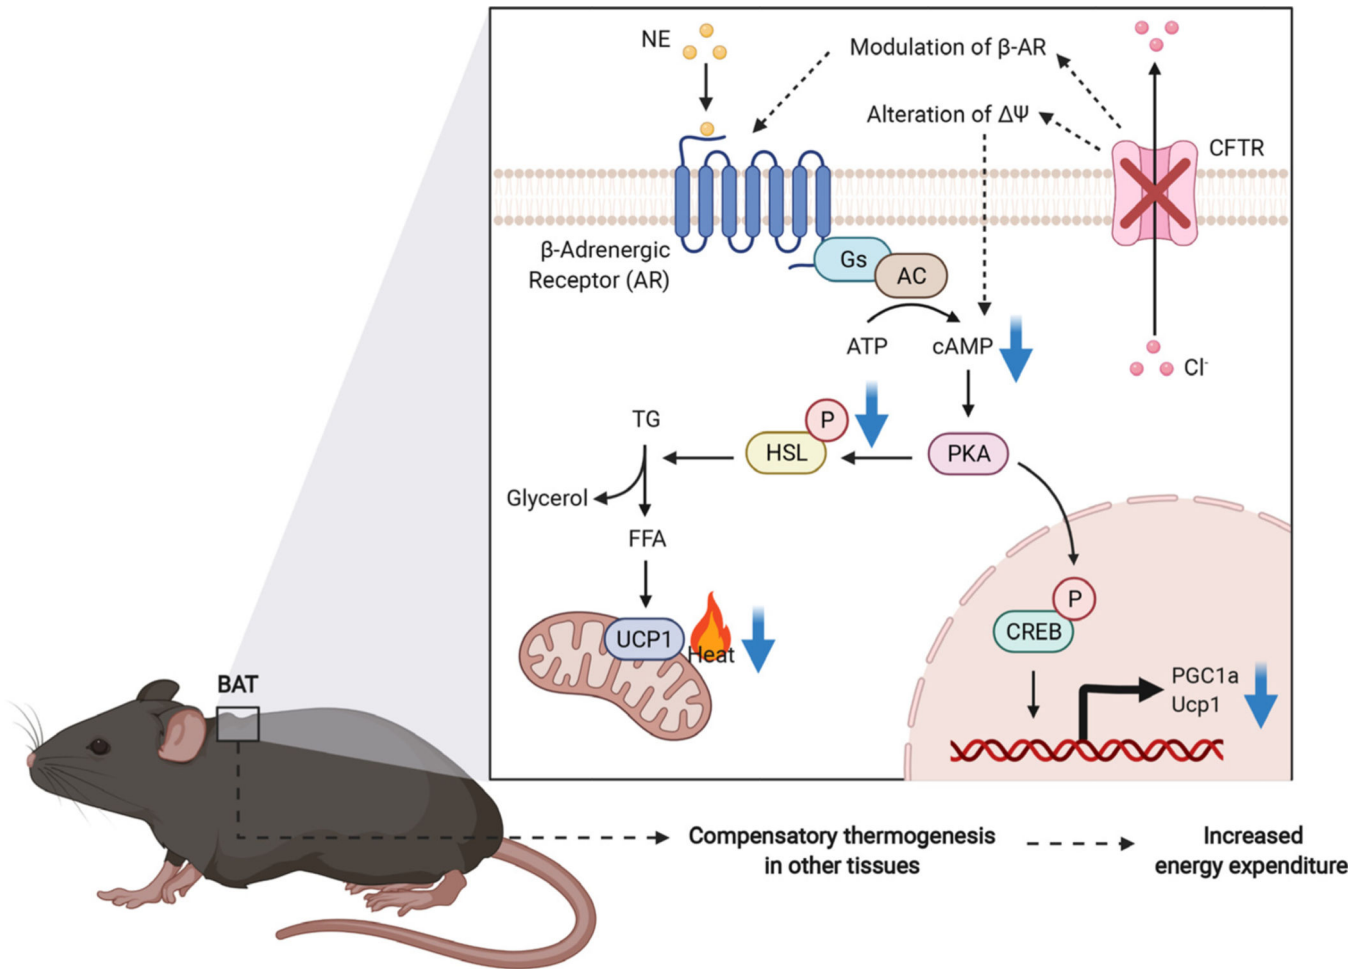 NE
Modulation of β-AR
Alteration of ΔΨ
CFTR
β-Adrenergic
Receptor (AR)
Gs
AC
ATP
cAMP
Cl⁻
TG
P
HSL
PKA
Glycerol
FFA
UCP1
Heat
P
CREB
PGC1a
Ucp1
BAT
Compensatory thermogenesis
in other tissues
Increased
energy expenditure